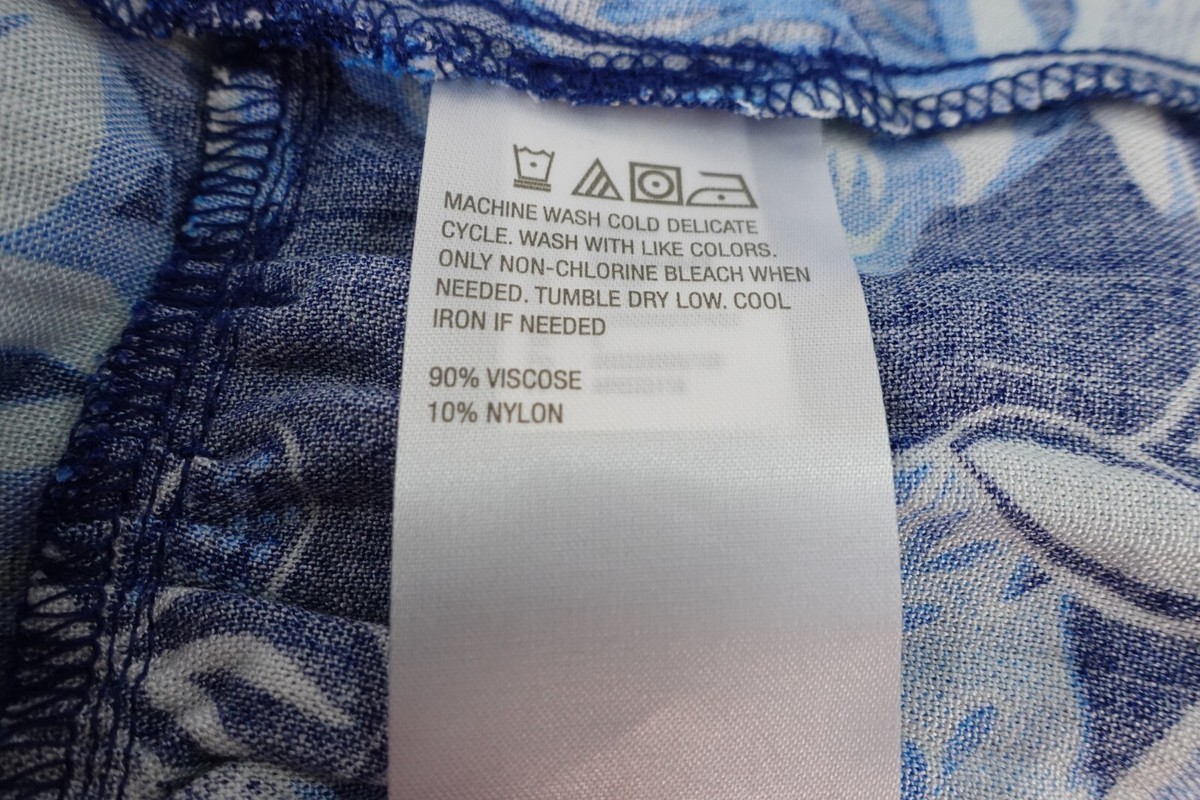 MACHINE WASH COLD DELICATE
CYCLE. WASH WITH LIKE COLORS.
ONLY NON-CHLORINE BLEACH WHEN
NEEDED. TUMBLE DRY LOW. COOL
IRON IF NEEDED
90% VISCOSE
10% NYLON